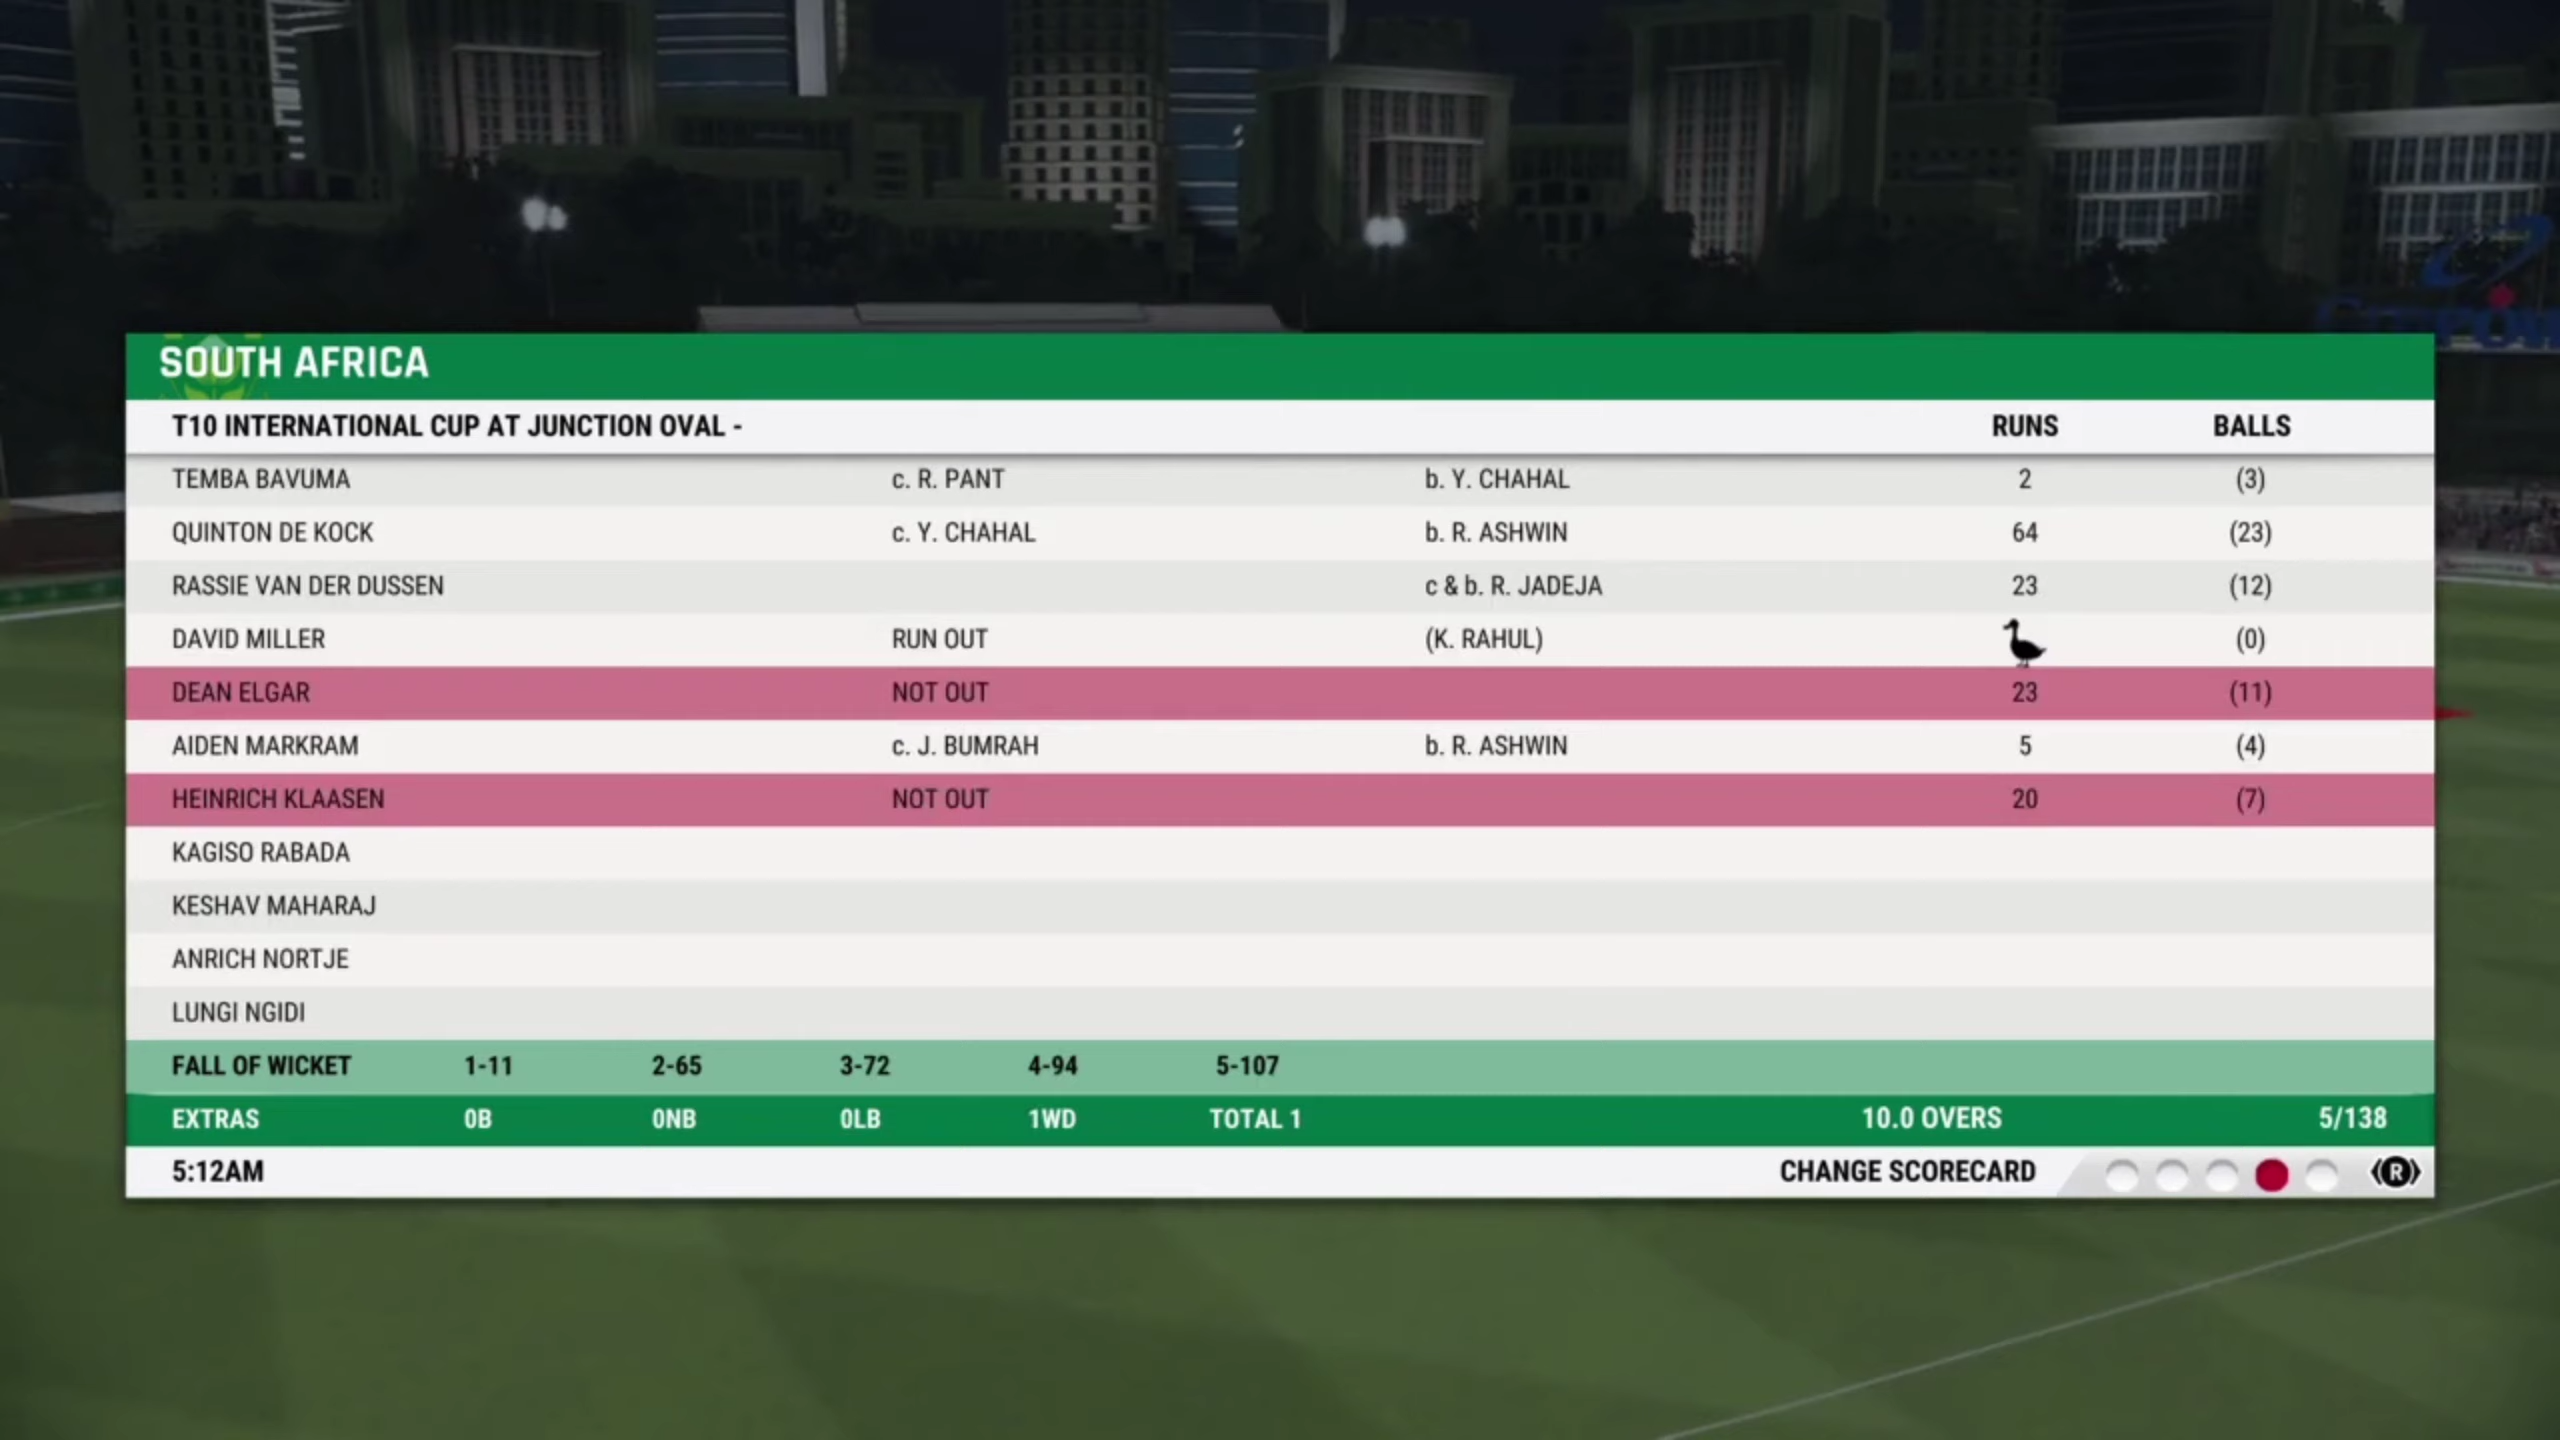 SOUTH AFRICA
T10 INTERNATIONAL CUP AT JUNCTION OVAL - RUNS BALLS
TEMBA BAVUMA c. R. PANT b. Y. CHAHAL 2 (3)
QUINTON DE KOCK c. Y. CHAHAL b. R. ASHWIN 64 (23)
RASSIE VAN DER DUSSEN c & b. R. JADEJA 23 (12)
DAVID MILLER RUN OUT (K. RAHUL) (0)
DEAN ELGAR NOT OUT 23 (11)
AIDEN MARKRAM c. J. BUMRAH b. R. ASHWIN 5 (4)
HEINRICH KLAASEN NOT OUT 20 (7)
KAGISO RABADA
KESHAV MAHARAJ
ANRICH NORTJE
LUNGI NGIDI
FALL OF WICKET 1-11 2-65 3-72 4-94 5-107
EXTRAS 0B 0NB 0LB 1WD TOTAL 1 10.0 OVERS 5/138
5:12AM CHANGE SCORECARD R